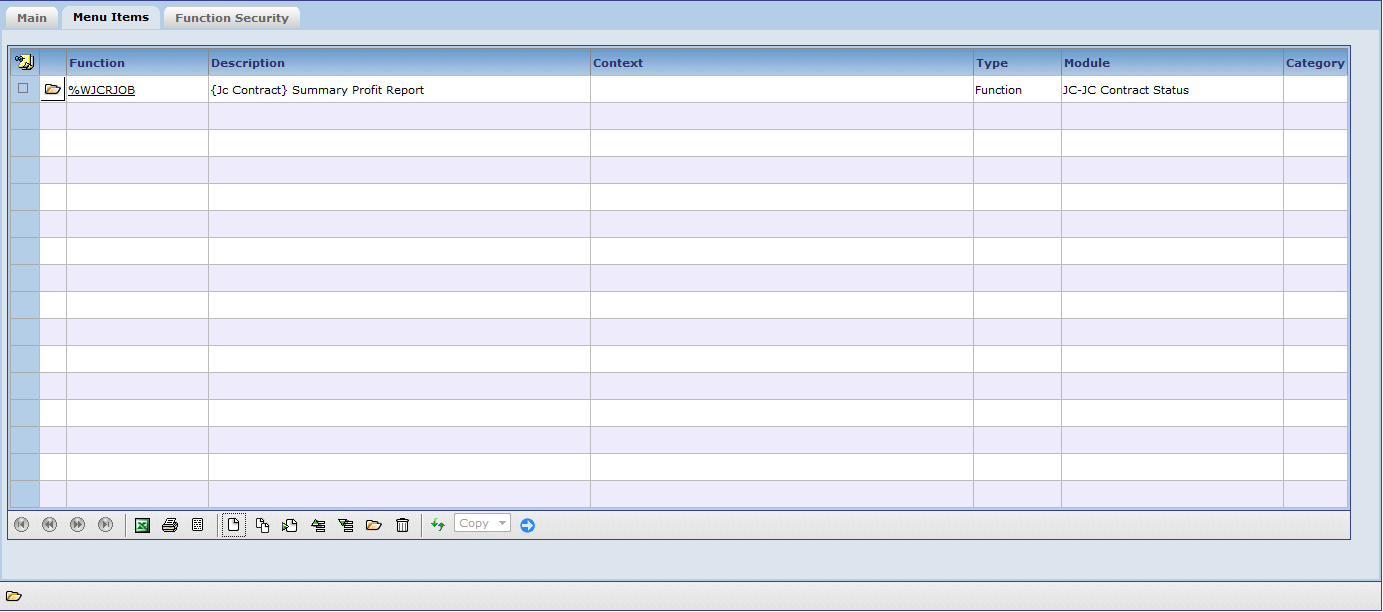 Main Menu Items Function Security
Function Description Context Type Module Category
%WJCRJOB {Jc Contract} Summary Profit Report Function JC-JC Contract Status
Copy